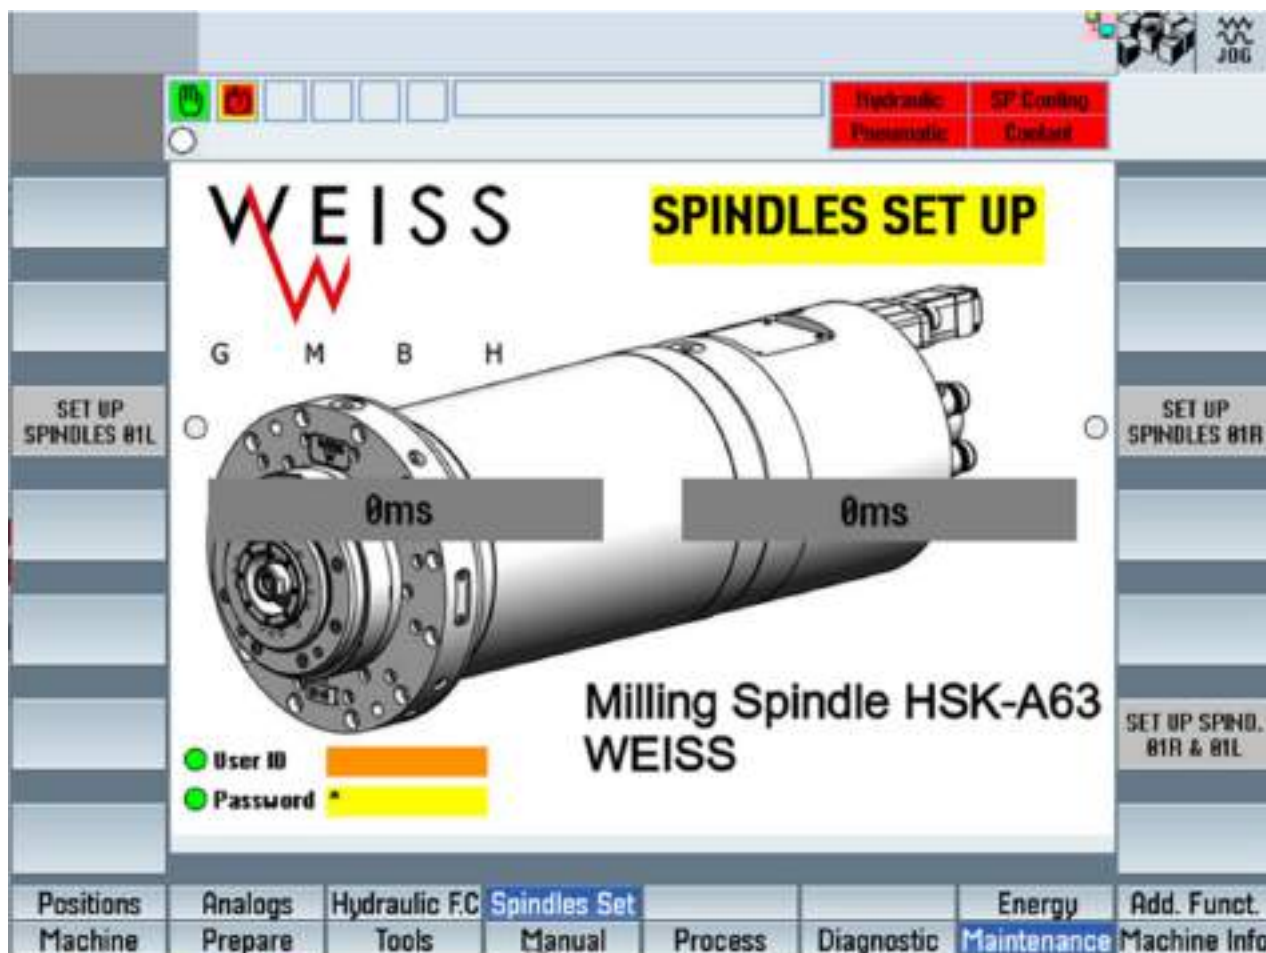 JOG
Hydraulic SP Cooling
Pneumatic Coolant
WEISS
SPINDLES SET UP
G M B H
SET UP
SPINDLES 01L
SET UP
SPINDLES 01R
0ms 0ms
Milling Spindle HSK-A63
WEISS
SET UP SPIND.
01R & 01L
User ID
Password *
Positions Analogs Hydraulic F.C Spindles Set Energy Add. Funct.
Machine Prepare Tools Manual Process Diagnostic Maintenance Machine Info